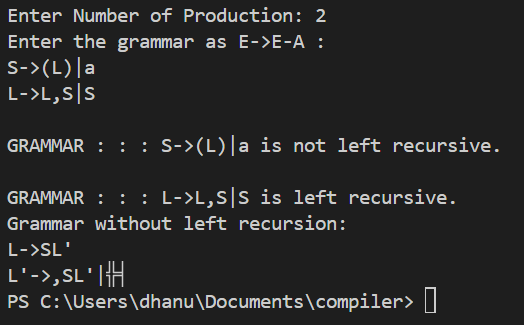 Enter Number of Production: 2
Enter the grammar as E->E-A :
S->(L)|a
L->L,S|S
GRAMMAR : : : S->(L)|a is not left recursive.
GRAMMAR : : : L->L,S|S is left recursive.
Grammar without left recursion:
L->SL'
L'->,SL'|╬╡
PS C:\Users\dhanu\Documents\compiler>